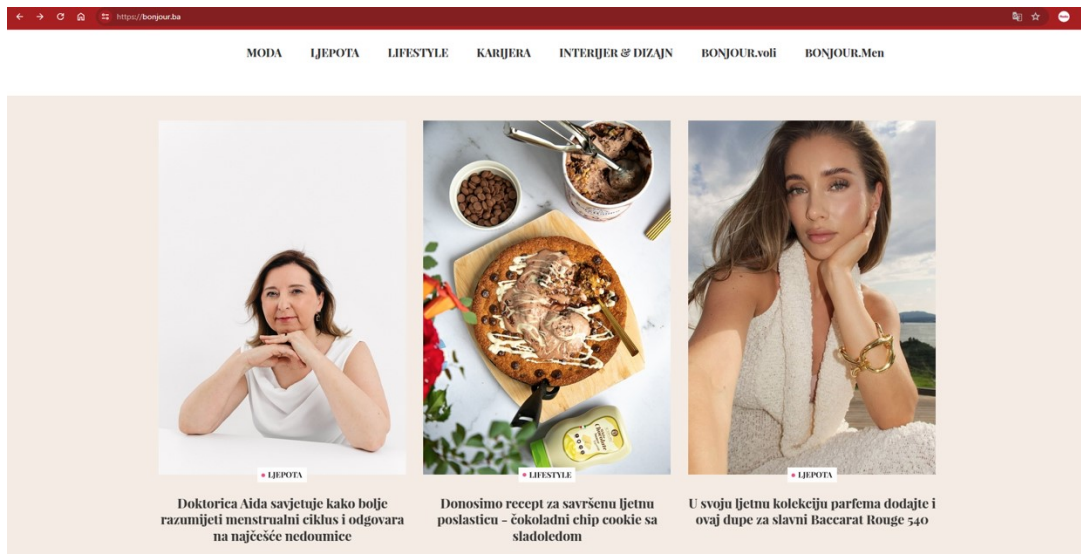 https://bonjour.ba
MODA LJEPOTA LIFESTYLE KARIJERA INTERIJER & DIZAJN BONJOUR.voli BONJOUR.Men
LJEPOTA
Doktorica Aida savjetuje kako bolje
razumijeti menstrualni ciklus i odgovara
na najčešće nedoumice
LIFESTYLE
Donosimo recept za savršenu ljetnu
poslasticu - čokoladni chip cookie sa
sladoledom
LJEPOTA
U svoju ljetnu kolekciju parfema dodajte i
ovaj dupe za slavni Baccarat Rouge 540